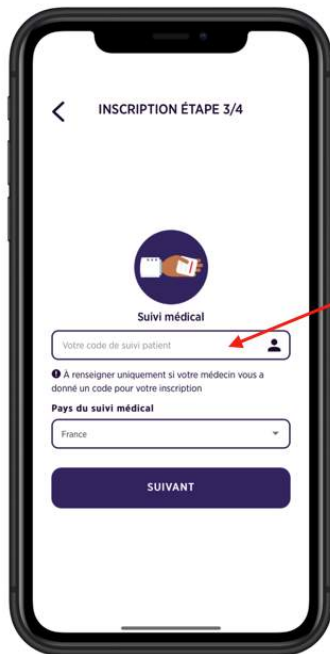 INSCRIPTION ÉTAPE 3/4
Suivi médical
Votre code de suivi patient
À renseigner uniquement si votre médecin vous a
donné un code pour votre inscription
Pays du suivi médical
France
SUIVANT